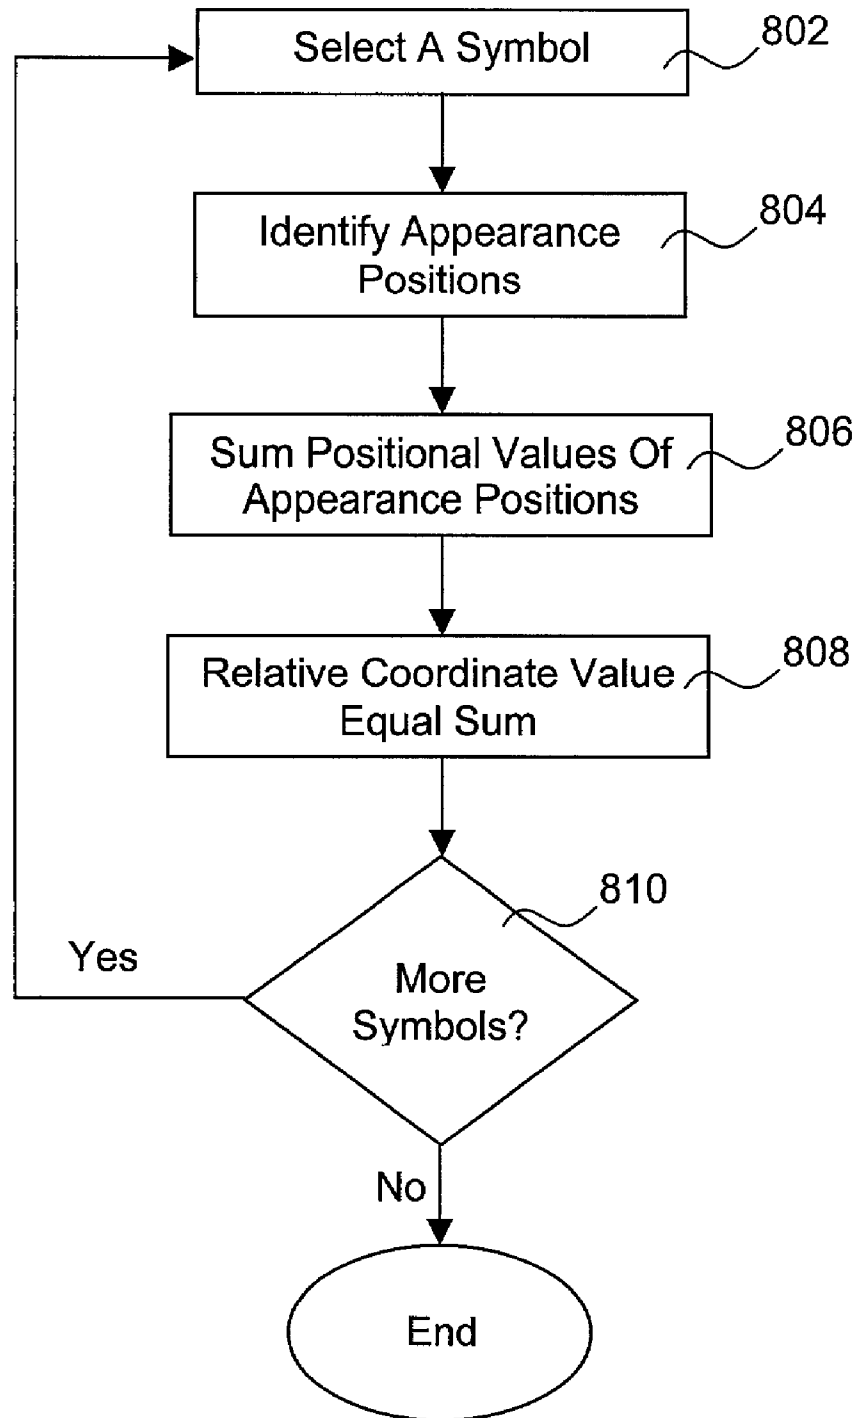 Select A Symbol
802
Identify Appearance
Positions
804
Sum Positional Values Of
Appearance Positions
806
Relative Coordinate Value
Equal Sum
808
810
More
Symbols?
Yes
No
End